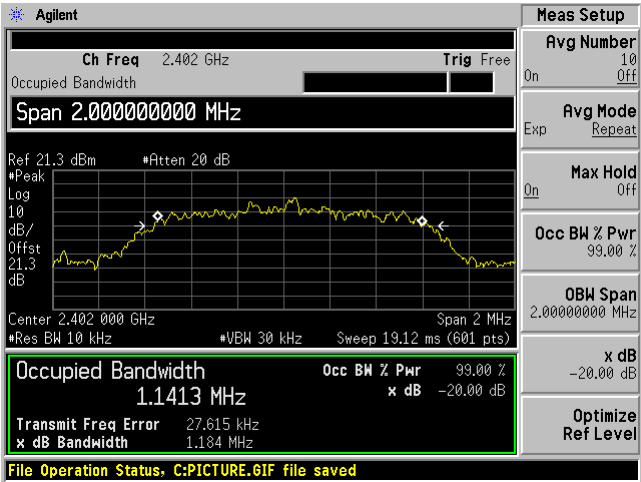 Agilent
Ch Freq 2.402 GHz Trig Free
Occupied Bandwidth
Span 2.000000000 MHz
Ref 21.3 dBm #Atten 20 dB
#Peak
Log
10
dB/
Offst
21.3
dB
Center 2.402 000 GHz Span 2 MHz
#Res BW 10 kHz #VBW 30 kHz Sweep 19.12 ms (601 pts)
Occupied Bandwidth Occ BW % Pwr 99.00 %
1.1413 MHz x dB -20.00 dB
Transmit Freq Error 27.615 kHz
x dB Bandwidth 1.184 MHz
File Operation Status, C:PICTURE.GIF file saved
Meas Setup
Avg Number
10
On Off
Avg Mode
Exp Repeat
Max Hold
On Off
Occ BW % Pwr
99.00 %
OBW Span
2.00000000 MHz
x dB
-20.00 dB
Optimize
Ref Level